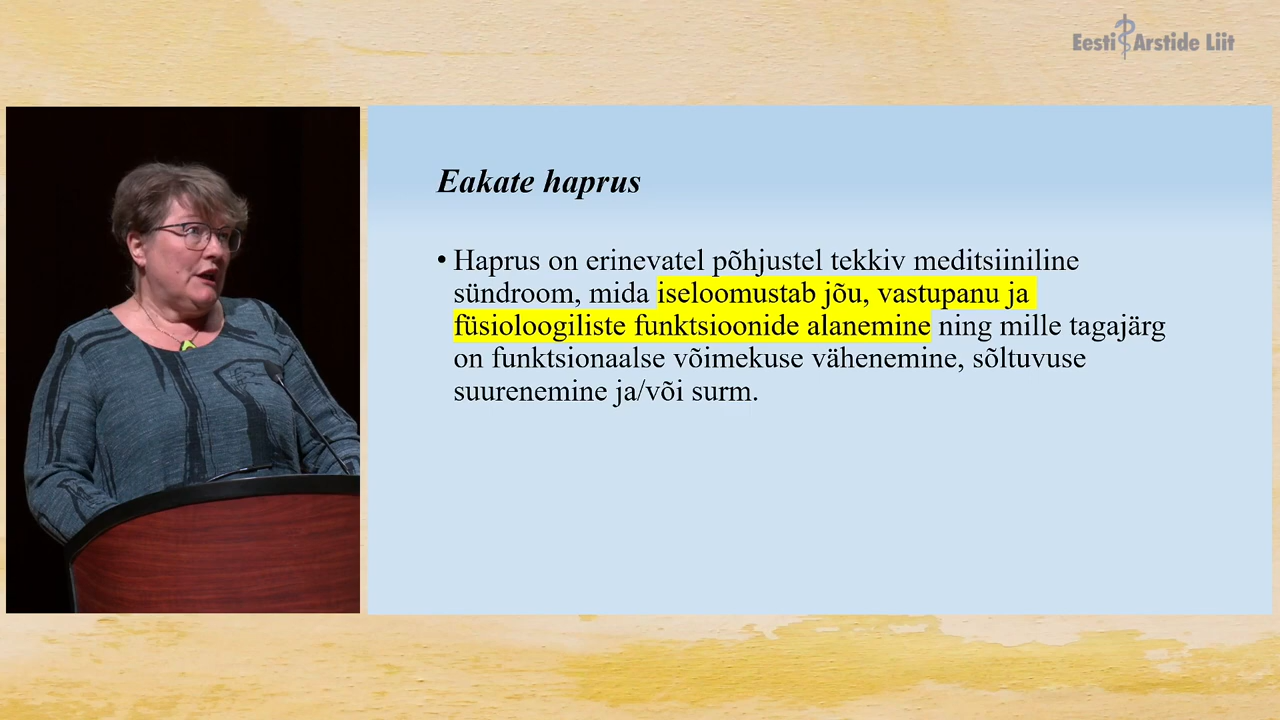 Eesti Arstide Liit
Eakate haprus
• Haprus on erinevatel põhjustel tekkiv meditsiiniline
sündroom, mida iseloomustab jõu, vastupanu ja
füsioloogiliste funktsioonide alanemine ning mille tagajärg
on funktsionaalse võimekuse vähenemine, sõltuvuse
suurenemine ja/või surm.